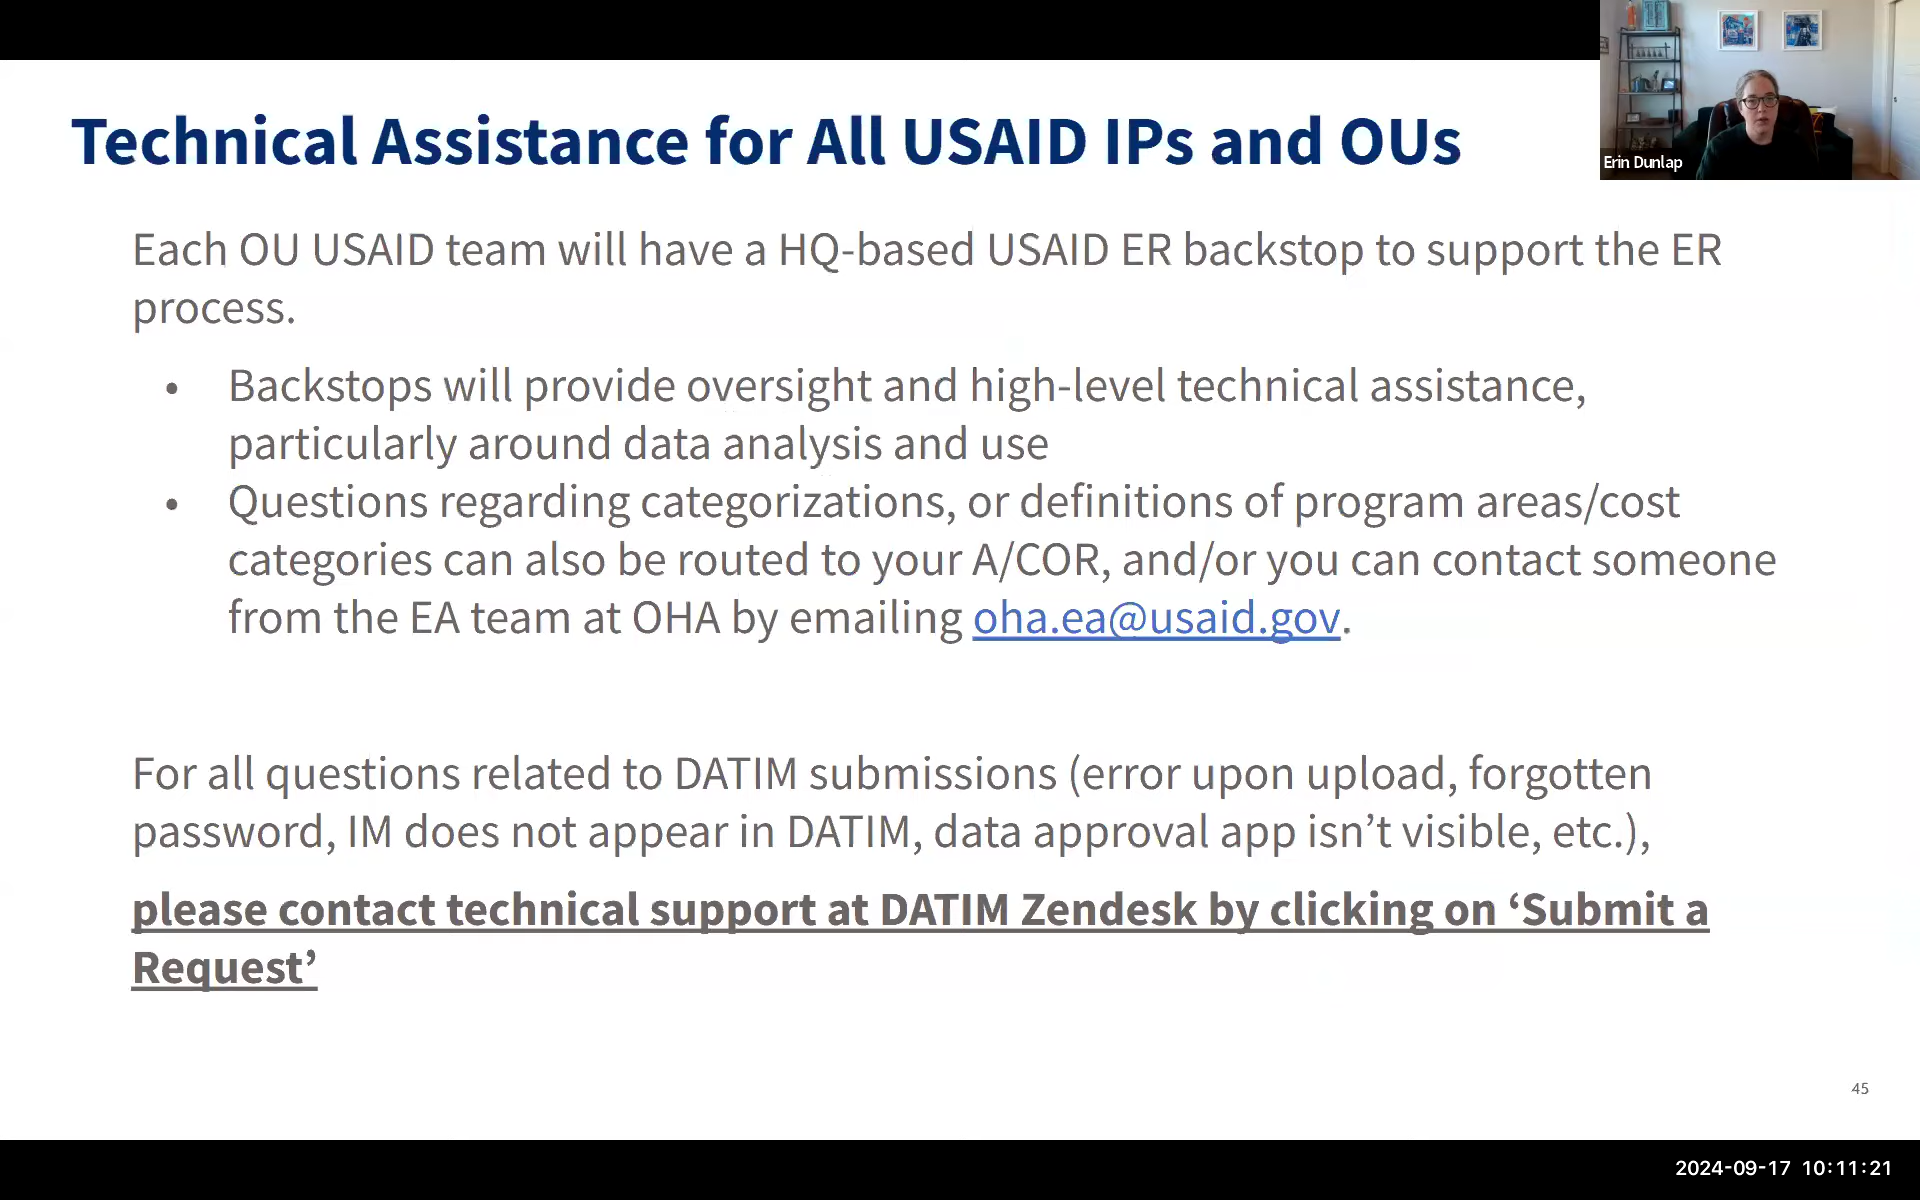 Technical Assistance for All USAID IPs and OUs
Erin Dunlap
Each OU USAID team will have a HQ-based USAID ER backstop to support the ER
process.
• Backstops will provide oversight and high-level technical assistance,
particularly around data analysis and use
• Questions regarding categorizations, or definitions of program areas/cost
categories can also be routed to your A/COR, and/or you can contact someone
from the EA team at OHA by emailing oha.ea@usaid.gov.
For all questions related to DATIM submissions (error upon upload, forgotten
password, IM does not appear in DATIM, data approval app isn’t visible, etc.),
please contact technical support at DATIM Zendesk by clicking on ‘Submit a
Request’
45
2024-09-17 10:11:21